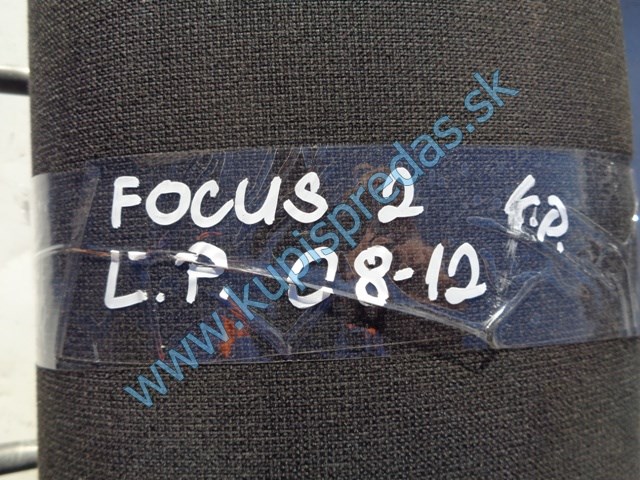 FOCUS 2 K.P.
L.P. 08-12
www.kupispredas.sk